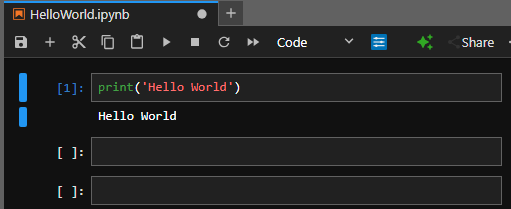 HelloWorld.ipynb
Code
Share
[1]: print('Hello World')
Hello World
[ ]:
[ ]: